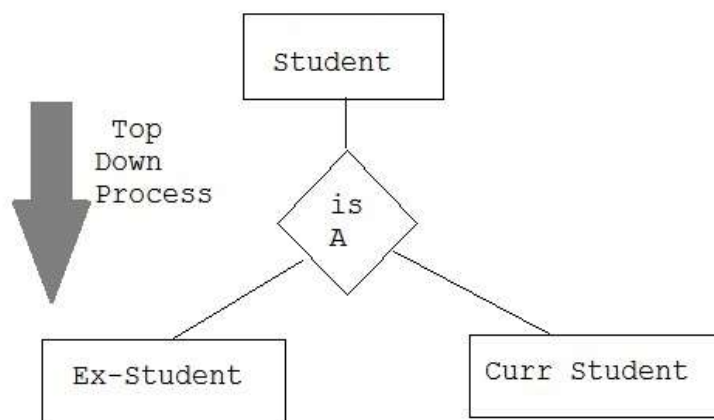 Student
Top
Down
Process
is
A
Ex-Student
Curr Student